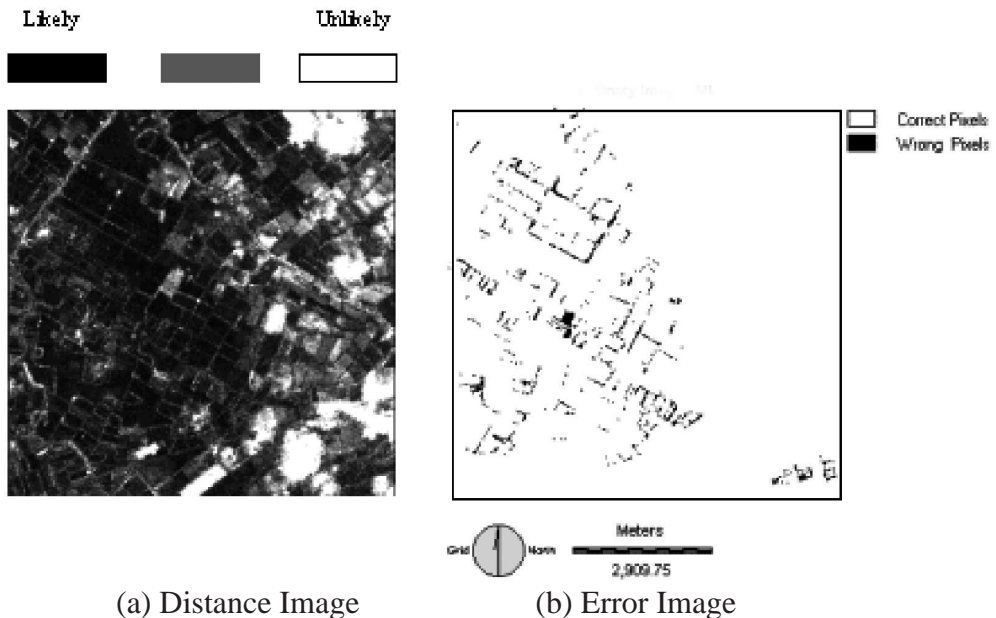 Likely Unlikely
Correct Pixels
Wrong Pixels
Meters
Grid North
2,909.75
(a) Distance Image (b) Error Image